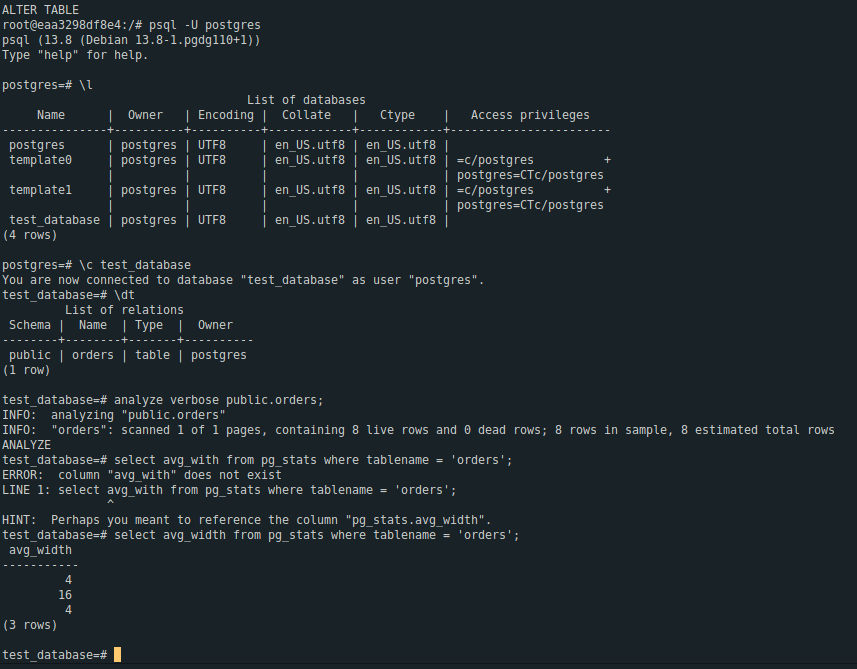 ALTER TABLE
root@eaa3298df8e4:/# psql -U postgres
psql (13.8 (Debian 13.8-1.pgdg110+1))
Type "help" for help.

postgres=# \l
                                   List of databases
     Name      |  Owner   | Encoding |  Collate   |   Ctype    |   Access privileges
---------------+----------+----------+------------+------------+-----------------------
 postgres      | postgres | UTF8     | en_US.utf8 | en_US.utf8 |
 template0     | postgres | UTF8     | en_US.utf8 | en_US.utf8 | =c/postgres          +
               |          |          |            |            | postgres=CTc/postgres
 template1     | postgres | UTF8     | en_US.utf8 | en_US.utf8 | =c/postgres          +
               |          |          |            |            | postgres=CTc/postgres
 test_database | postgres | UTF8     | en_US.utf8 | en_US.utf8 |
(4 rows)

postgres=# \c test_database
You are now connected to database "test_database" as user "postgres".
test_database=# \dt
         List of relations
 Schema |  Name  | Type  |  Owner
--------+--------+-------+----------
 public | orders | table | postgres
(1 row)

test_database=# analyze verbose public.orders;
INFO:  analyzing "public.orders"
INFO:  "orders": scanned 1 of 1 pages, containing 8 live rows and 0 dead rows; 8 rows in sample, 8 estimated total rows
ANALYZE
test_database=# select avg_with from pg_stats where tablename = 'orders';
ERROR:  column "avg_with" does not exist
LINE 1: select avg_with from pg_stats where tablename = 'orders';
               ^
HINT:  Perhaps you meant to reference the column "pg_stats.avg_width".
test_database=# select avg_width from pg_stats where tablename = 'orders';
 avg_width
-----------
         4
        16
         4
(3 rows)

test_database=#